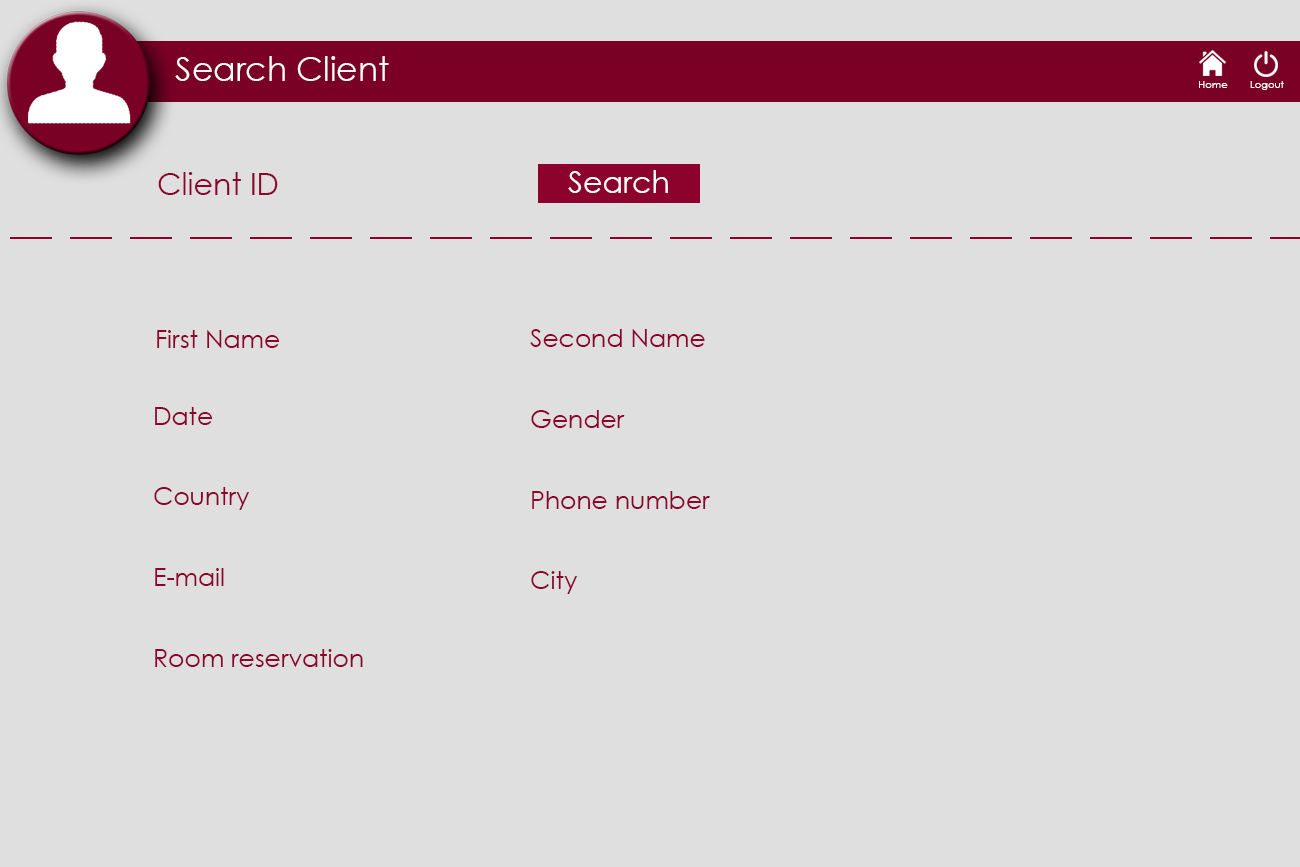 Search Client
Home
Logout
Client ID
Search
First Name
Second Name
Date
Gender
Country
Phone number
E-mail
City
Room reservation